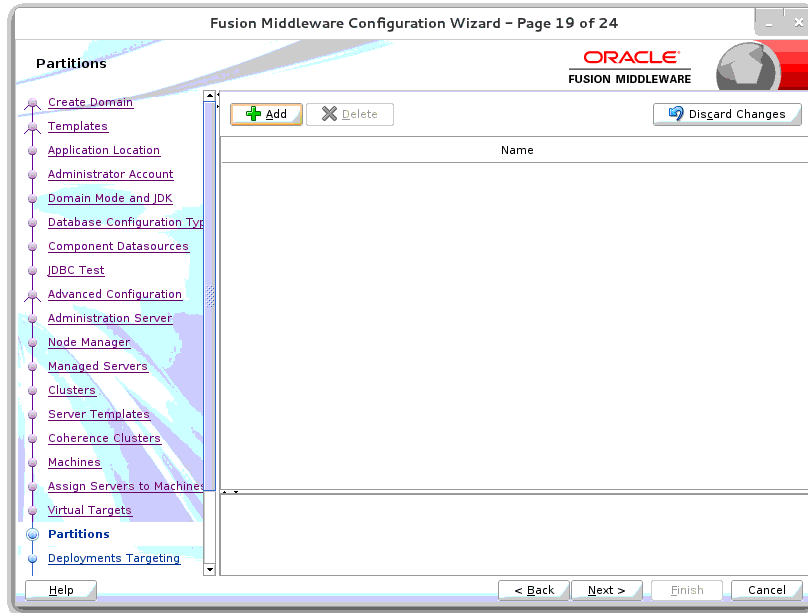 Fusion Middleware Configuration Wizard - Page 19 of 24
Partitions
ORACLE
FUSION MIDDLEWARE
Create Domain
Templates
Application Location
Administrator Account
Domain Mode and JDK
Database Configuration Typ
Component Datasources
JDBC Test
Advanced Configuration
Administration Server
Node Manager
Managed Servers
Clusters
Server Templates
Coherence Clusters
Machines
Assign Servers to Machines
Virtual Targets
Partitions
Deployments Targeting
Add
Delete
Discard Changes
Name
Help
< Back
Next >
Finish
Cancel